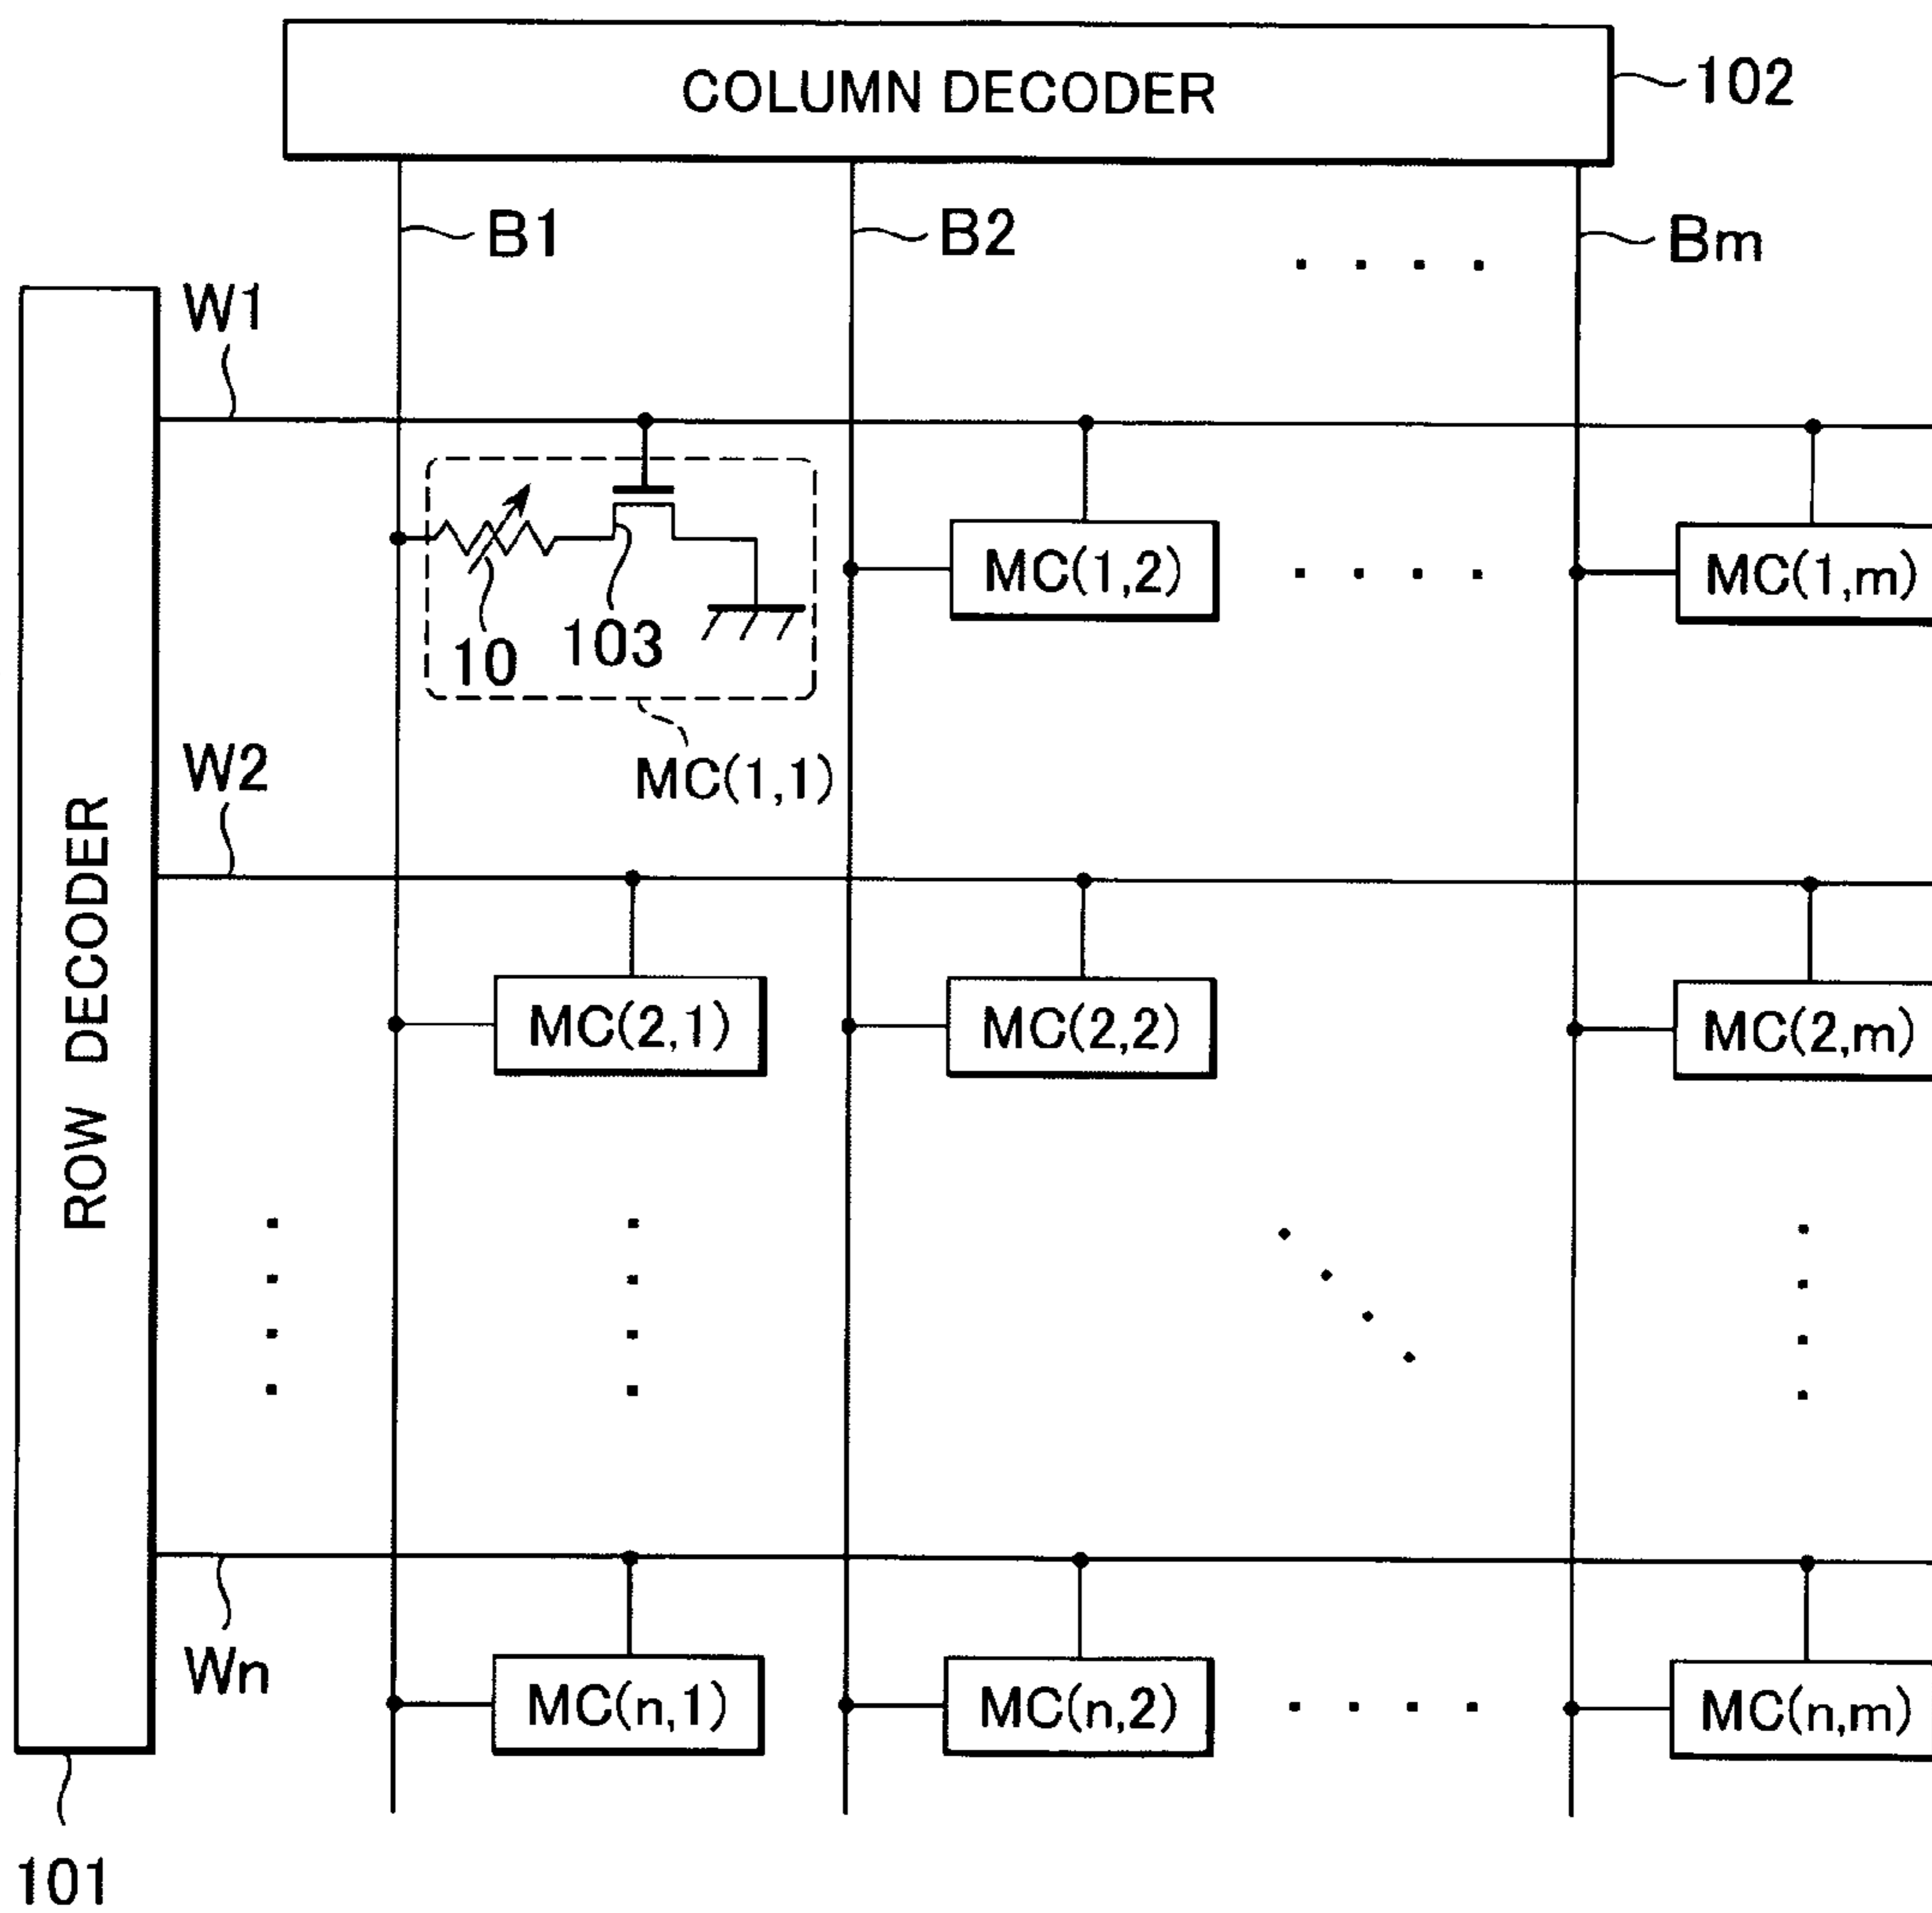 COLUMN DECODER
102
B1
B2
Bm
W1
MC(1,2)
MC(1,m)
10
103
MC(1,1)
W2
ROW DECODER
MC(2,1)
MC(2,2)
MC(2,m)
Wn
MC(n,1)
MC(n,2)
MC(n,m)
101